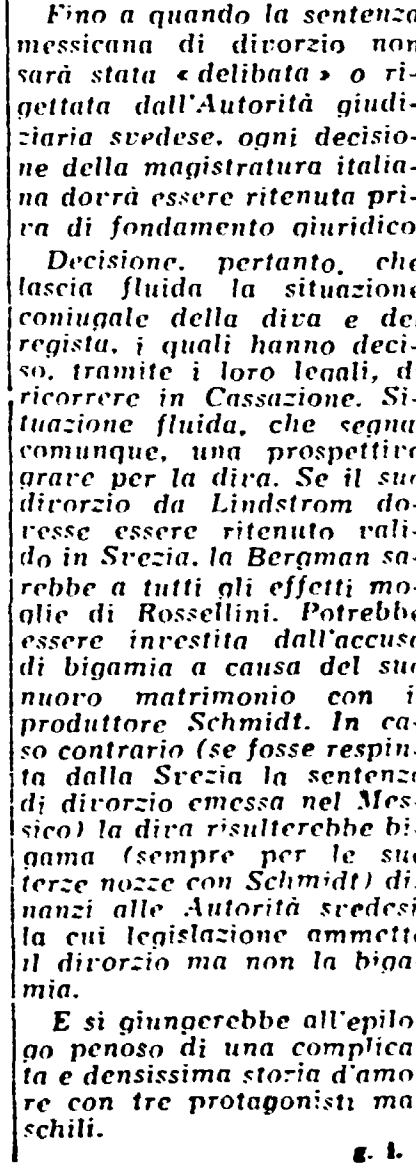 Fino a quando la sentenza
messicana di divorzio non
sarà stata « delibata » o ri-
gettata dall'Autorità giudi-
ziaria svedese, ogni decisio-
ne della magistratura italia-
na dovrà essere ritenuta pri-
va di fondamento giuridico
Decisione, pertanto, che
lascia fluida la situazione
coniugale della diva e del
regista, i quali hanno deci-
so, tramite i loro legali, d
ricorrere in Cassazione. Si-
tuazione fluida, che segna
comunque, una prospettiva
grave per la diva. Se il suo
divorzio da Lindstrom do-
vesse essere ritenuto vali-
do in Svezia, la Bergman sa-
rebbe a tutti gli effetti mo-
glie di Rossellini. Potrebbe
essere investita dall'accusa
di bigamia a causa del suo
nuovo matrimonio con i
produttore Schmidt. In ca-
so contrario (se fosse respin-
ta dalla Svezia la sentenza
di divorzio emessa nel Mes-
sico) la diva risulterebbe bi-
gama (sempre per le sue
terze nozze con Schmidt) di-
nanzi alle Autorità svedesi
la cui legislazione ammette
il divorzio ma non la biga-
mia.
E si giungerebbe all'epilo
go penoso di una complica
ta e densissima storia d'amo
re con tre protagonisti ma
schili.
g. l.